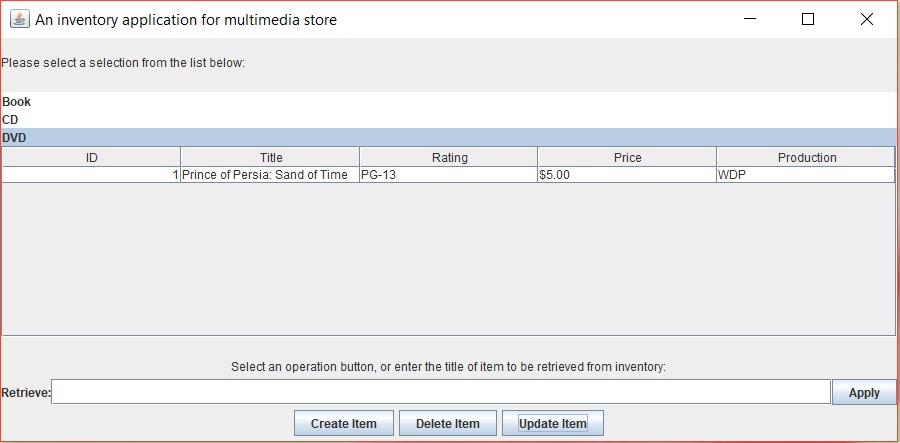 An inventory application for multimedia store
Please select a selection from the list below:
Book
CD
DVD
ID Title Rating Price Production
1 Prince of Persia: Sand of Time PG-13 $5.00 WDP
Select an operation button, or enter the title of item to be retrieved from inventory:
Retrieve: Apply
Create Item Delete Item Update Item